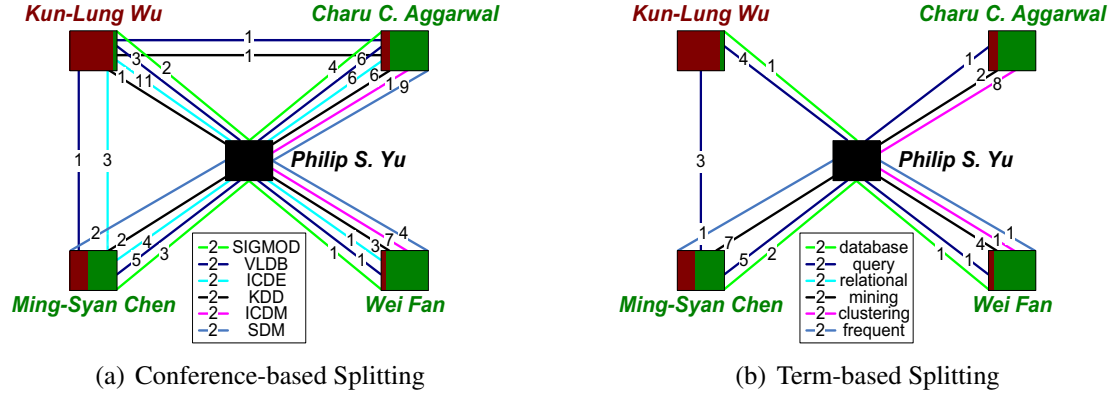 Kun-Lung Wu
Charu C. Aggarwal
1
1
3
2
1
11
4
6
6
6
1
9
1
3
Philip S. Yu
2
2
4
5
3
4
7
3
1
1
1
2 SIGMOD
2 VLDB
2 ICDE
2 KDD
2 ICDM
2 SDM
Ming-Syan Chen
Wei Fan
(a) Conference-based Splitting
Kun-Lung Wu
Charu C. Aggarwal
4
1
1
2
8
3
Philip S. Yu
1
7
5
2
1
1
4
1
1
2 database
2 query
2 relational
2 mining
2 clustering
2 frequent
Ming-Syan Chen
Wei Fan
(b) Term-based Splitting